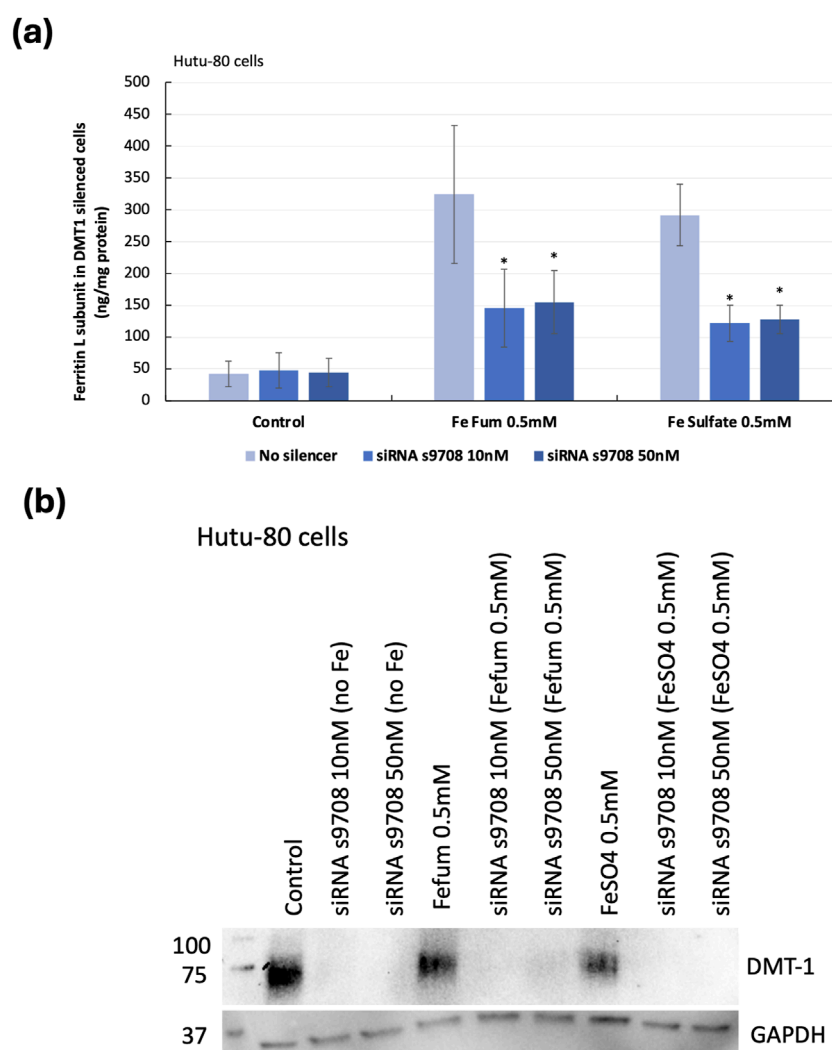 (a)
Hutu-80 cells
Ferritin L subunit in DMT1 silenced cells
(ng/mg protein)
500
450
400
350
300
250
200
150
100
50
0
* *
* *
Control
Fe Fum 0.5mM
Fe Sulfate 0.5mM
No silencer
siRNA s9708 10nM
siRNA s9708 50nM
(b)
Hutu-80 cells
Control
siRNA s9708 10nM (no Fe)
siRNA s9708 50nM (no Fe)
Fefum 0.5mM
siRNA s9708 10nM (Fefum 0.5mM)
siRNA s9708 50nM (Fefum 0.5mM)
FeSO4 0.5mM
siRNA s9708 10nM (FeSO4 0.5mM)
siRNA s9708 50nM (FeSO4 0.5mM)
100
75
DMT-1
37
GAPDH